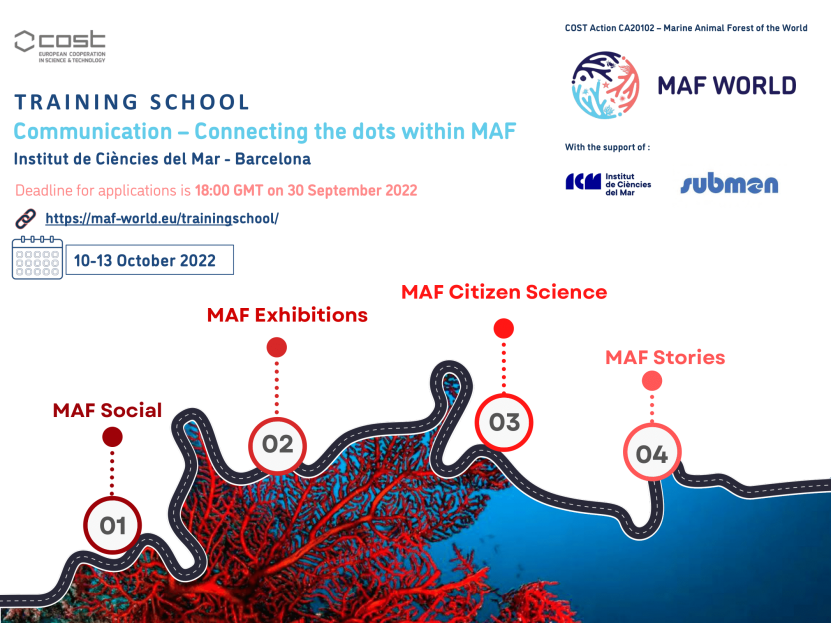 cost
EUROPEAN COOPERATION
IN SCIENCE & TECHNOLOGY
COST Action CA20102 – Marine Animal Forest of the World
MAF WORLD
TRAINING SCHOOL
Communication – Connecting the dots within MAF
Institut de Ciències del Mar - Barcelona
With the support of :
ICM
Institut
de Ciències
del Mar
submon
Deadline for applications is 18:00 GMT on 30 September 2022
https://maf-world.eu/trainingschool/
10-13 October 2022
MAF Citizen Science
MAF Exhibitions
MAF Stories
MAF Social
03
02
04
01